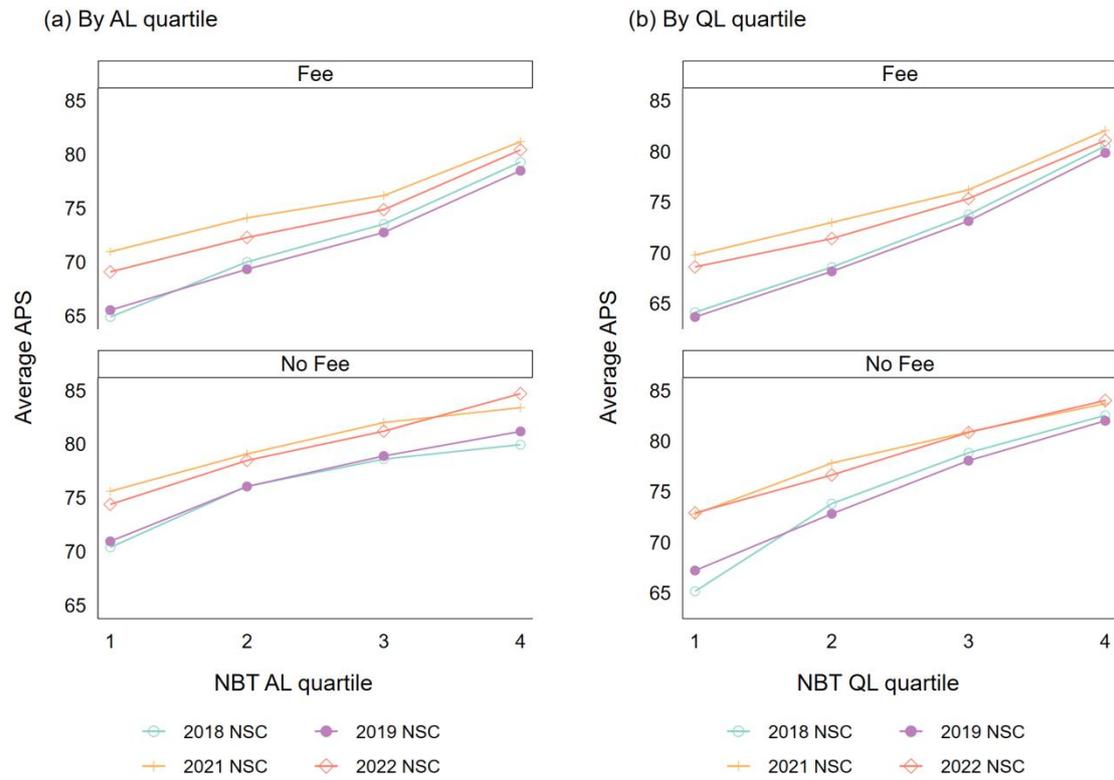 (a) By AL quartile
Fee
85
80
75
70
65
No Fee
85
80
75
70
65
Average APS
1 2 3 4
NBT AL quartile
2018 NSC 2019 NSC
2021 NSC 2022 NSC
(b) By QL quartile
Fee
85
80
75
70
65
No Fee
85
80
75
70
65
Average APS
1 2 3 4
NBT QL quartile
2018 NSC 2019 NSC
2021 NSC 2022 NSC